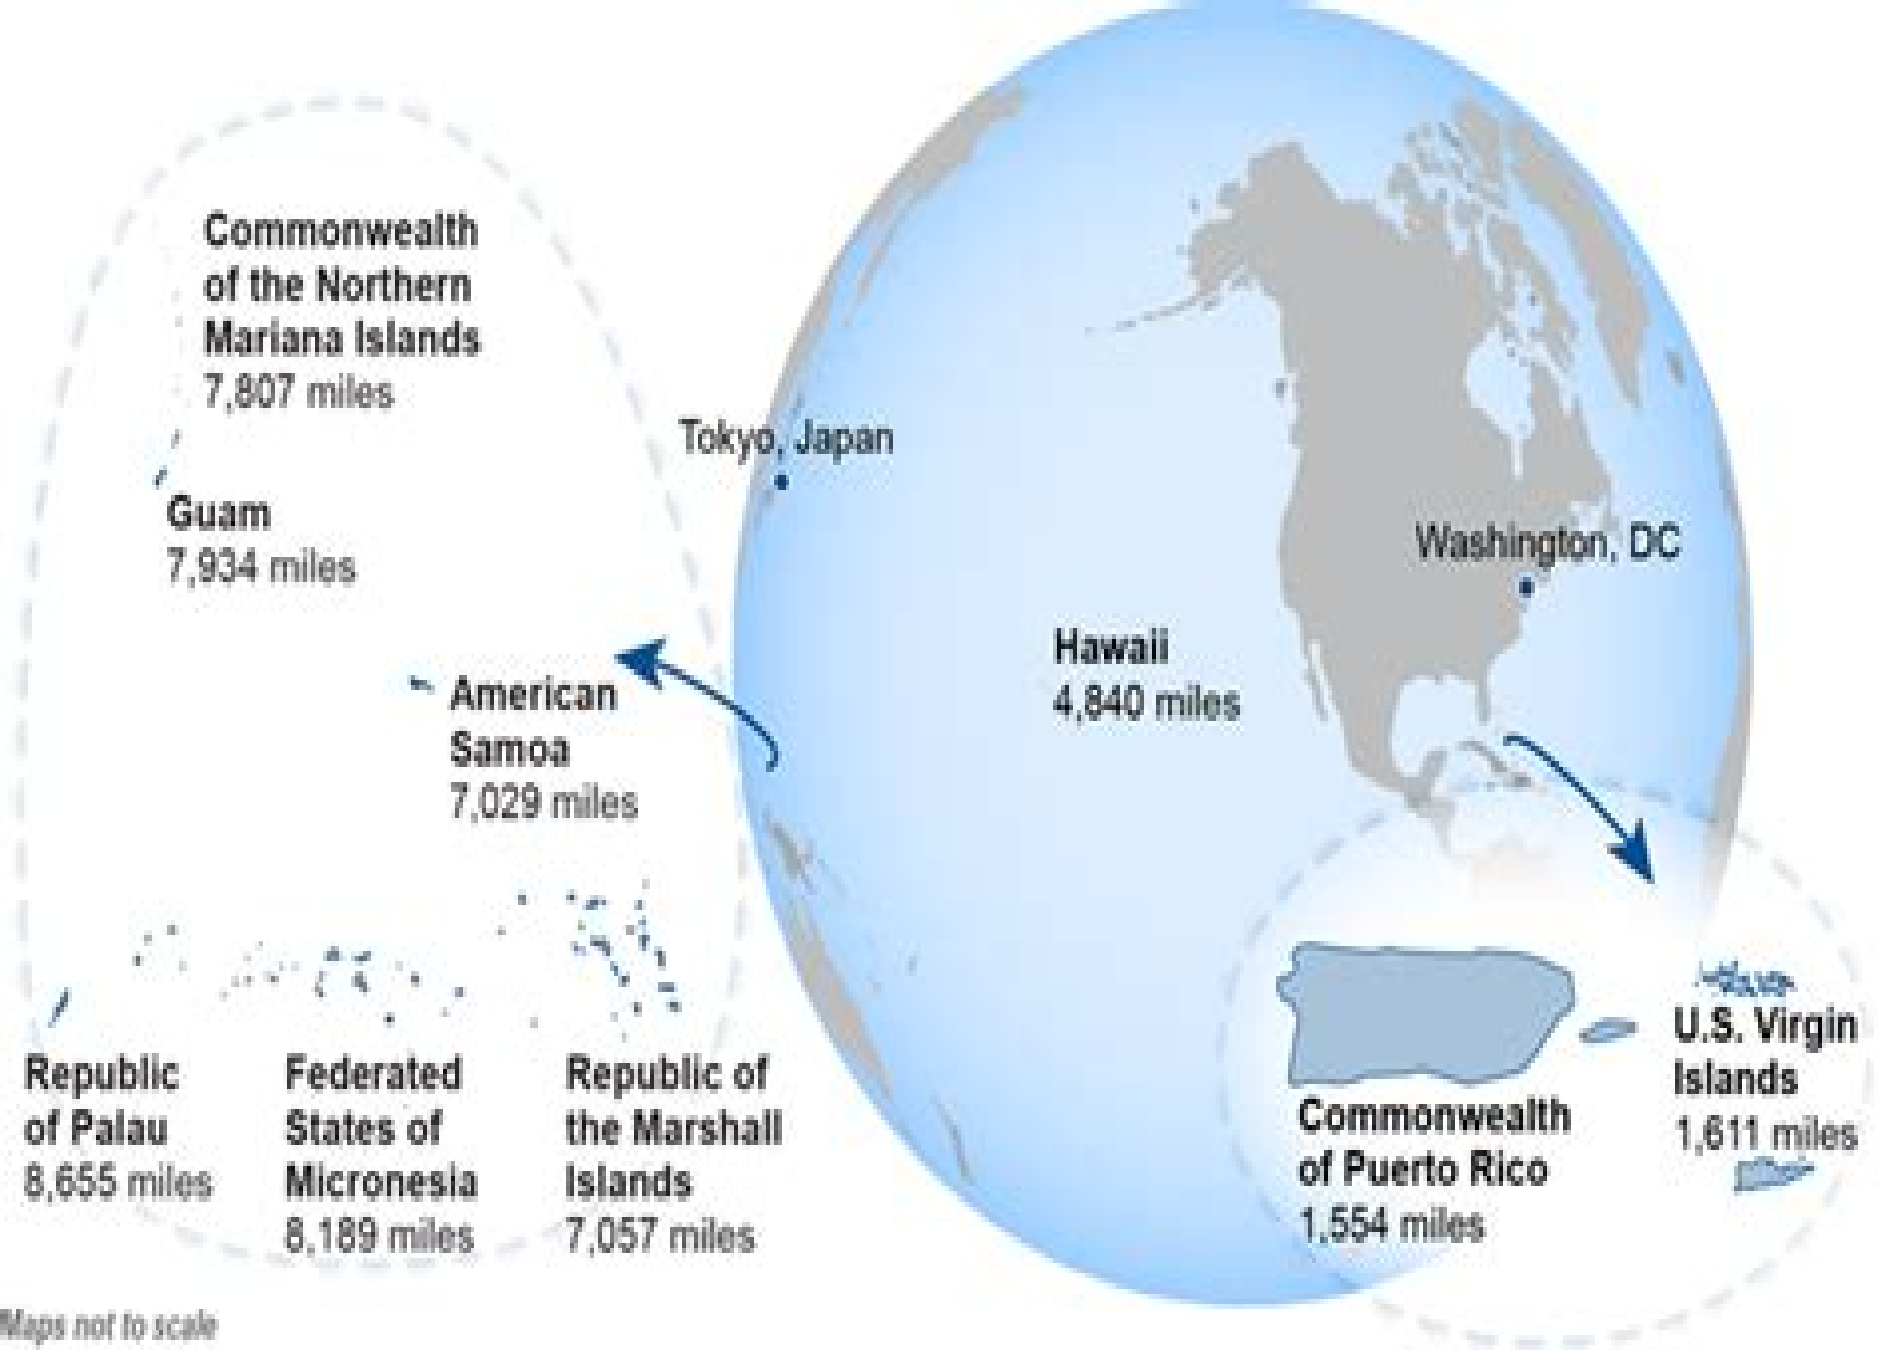 Commonwealth
of the Northern
Mariana Islands
7,807 miles
Guam
7,934 miles
American
Samoa
7,029 miles
Republic
of Palau
8,655 miles
Federated
States of
Micronesia
8,189 miles
Republic of
the Marshall
Islands
7,057 miles
Tokyo, Japan
Washington, DC
Hawaii
4,840 miles
Commonwealth
of Puerto Rico
1,554 miles
U.S. Virgin
Islands
1,611 miles
Maps not to scale